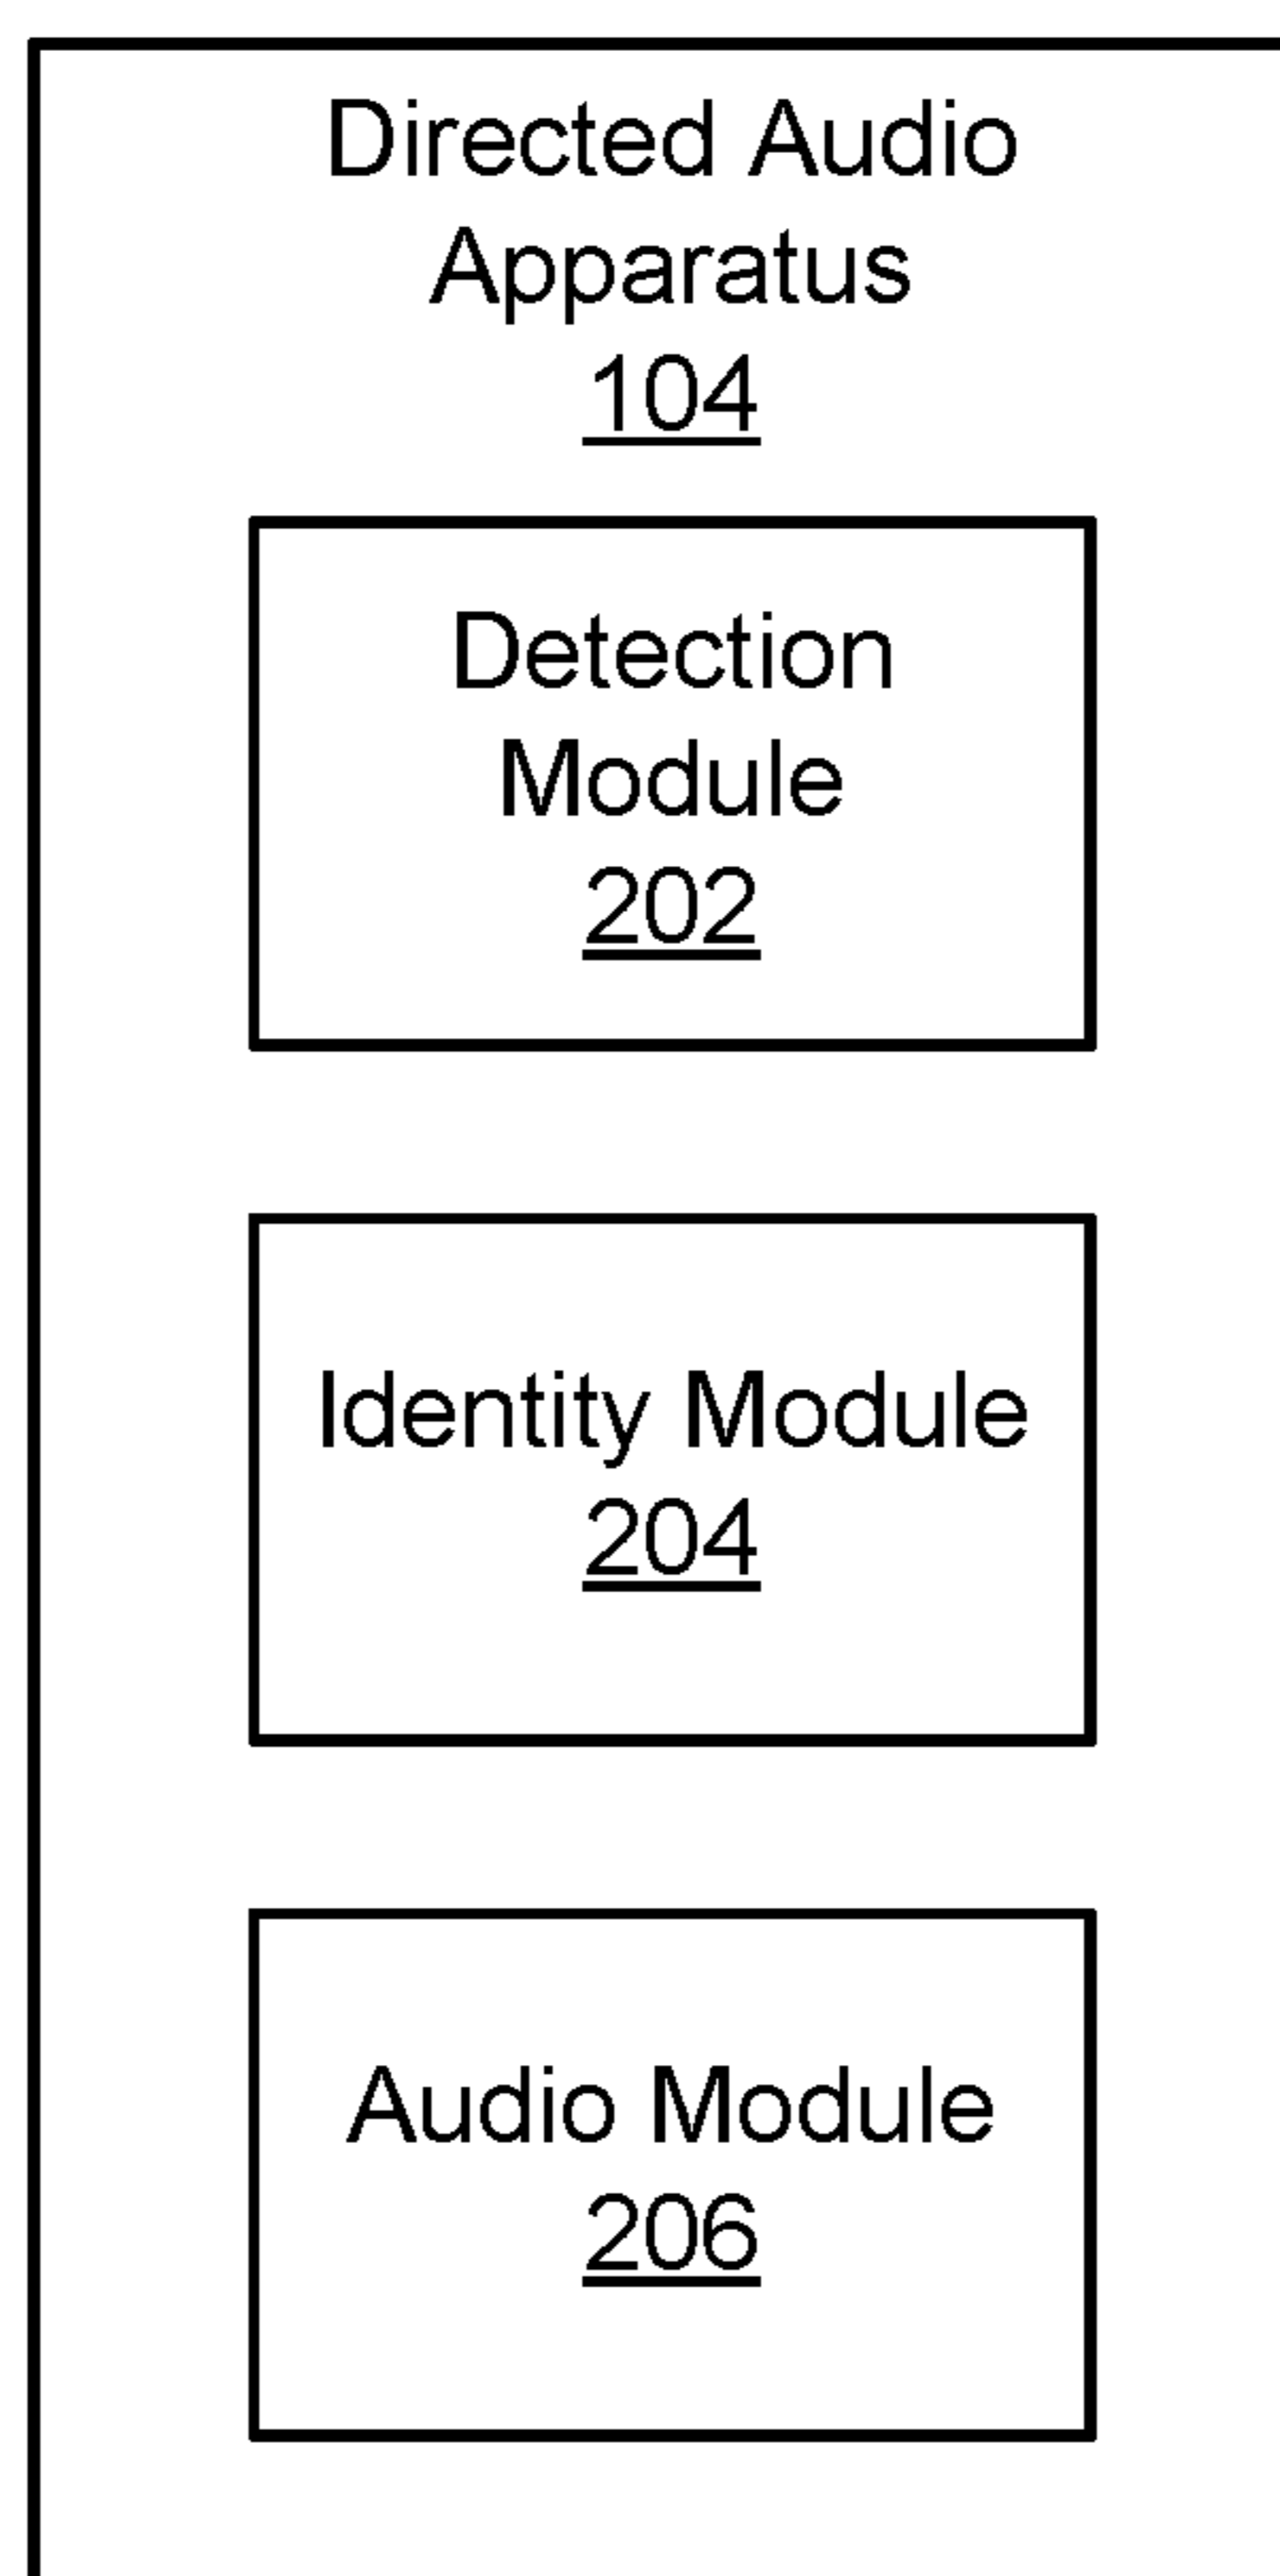 Directed Audio
Apparatus
104
Detection
Module
202
Identity Module
204
Audio Module
206